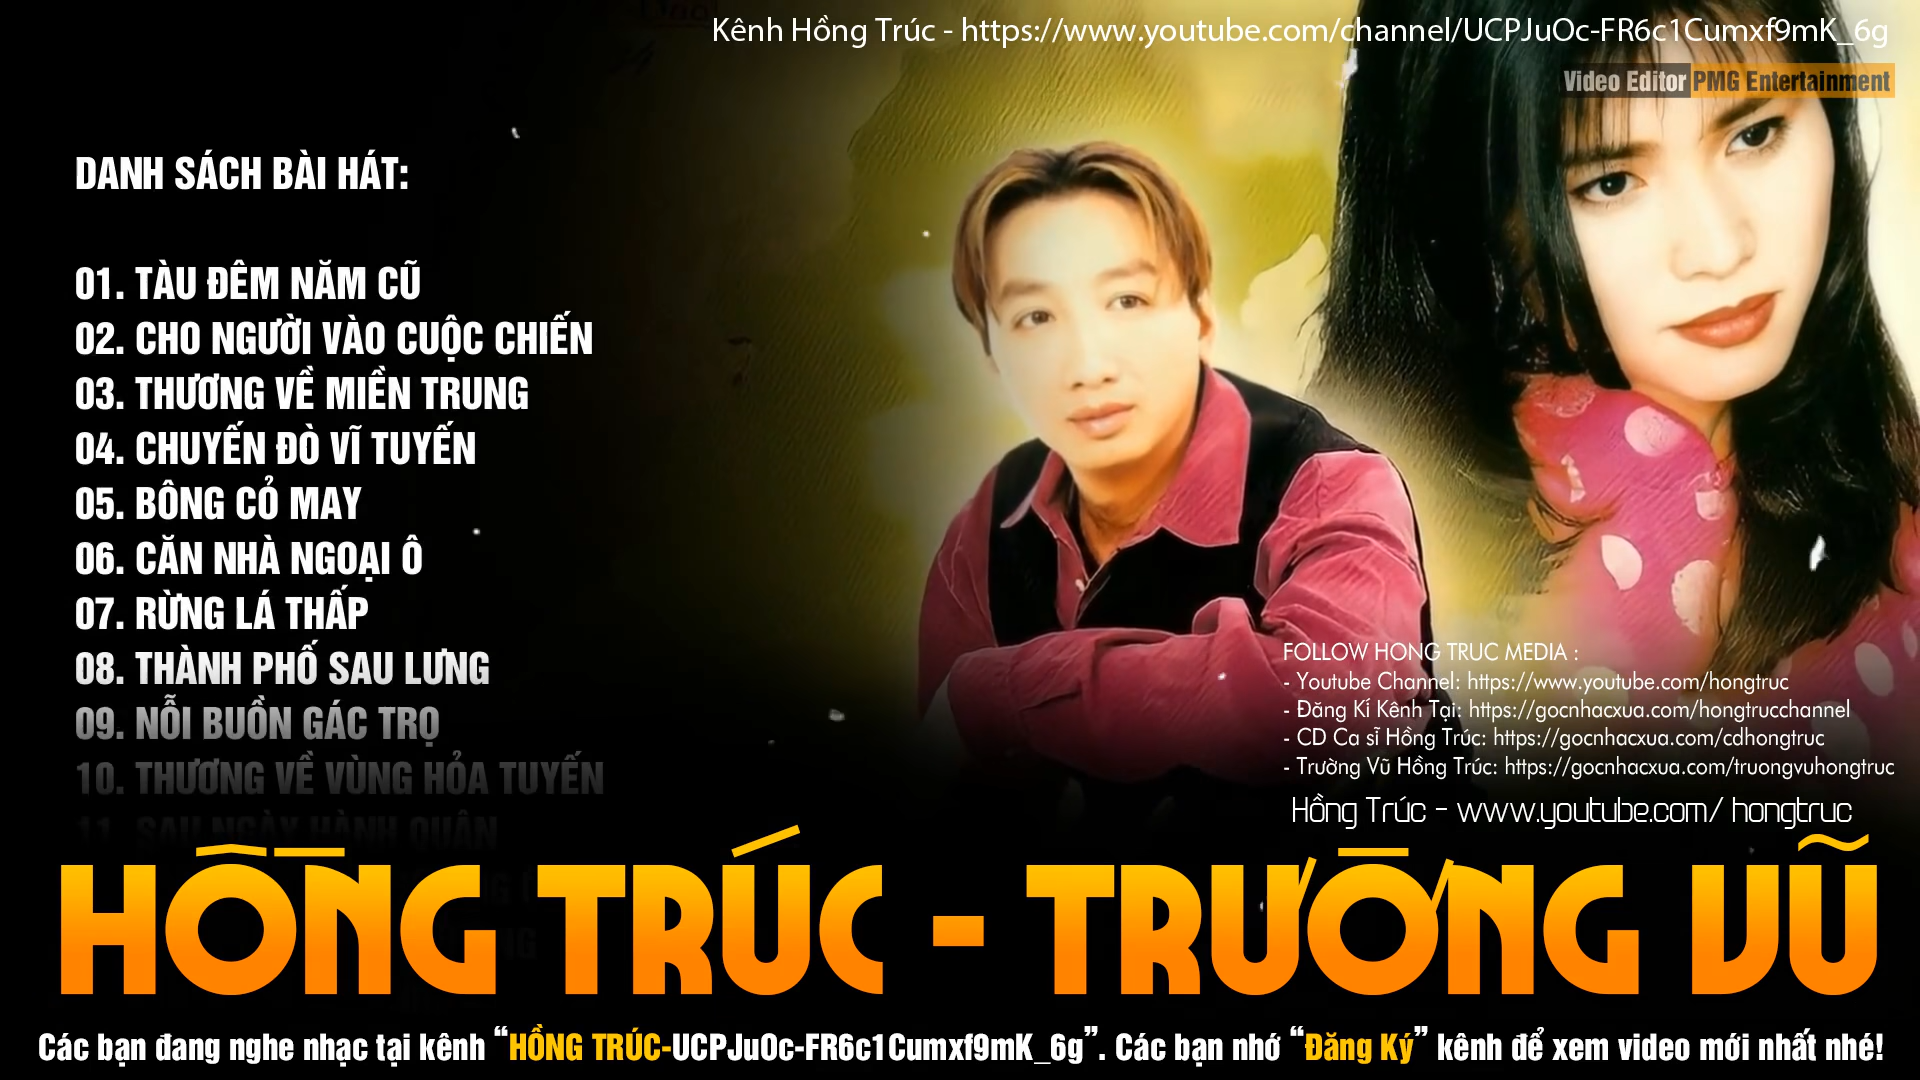 Kênh Hồng Trúc - https://www.youtube.com/channel/UCPJuOc-FR6c1Cumxf9mK_6g
Video Editor PMG Entertainment
DANH SÁCH BÀI HÁT:
01. TÀU ĐÊM NĂM CŨ
02. CHO NGƯỜI VÀO CUỘC CHIẾN
03. THƯƠNG VỀ MIỀN TRUNG
04. CHUYẾN ĐÒ VĨ TUYẾN
05. BÔNG CỎ MAY
06. CĂN NHÀ NGOẠI Ô
07. RỪNG LÁ THẤP
08. THÀNH PHỐ SAU LƯNG
09. NỖI BUỒN GÁC TRỌ
10. THƯƠNG VỀ VÙNG HỎA TUYẾN
11. SAU NGÀY HÀNH QUÂN
FOLLOW HONG TRUC MEDIA :
- Youtube Channel: https://www.youtube.com/hongtruc
- Đăng Kí Kênh Tại: https://gocnhacxua.com/hongtrucchannel
- CD Ca sĩ Hồng Trúc: https://gocnhacxua.com/cdhongtruc
- Trường Vũ Hồng Trúc: https://gocnhacxua.com/truongvuhongtruc
Hồng Trúc - www.youtube.com/ hongtruc
HỒNG TRÚC - TRƯỜNG VŨ
Các bạn đang nghe nhạc tại kênh “HỒNG TRÚC-UCPJuOc-FR6c1Cumxf9mK_6g”. Các bạn nhớ “Đăng Ký” kênh để xem video mới nhất nhé!